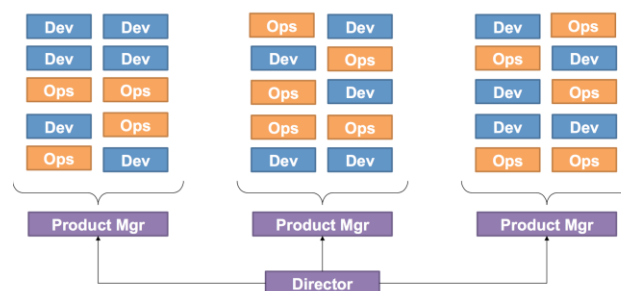 Dev Dev Ops Dev Dev Ops
Dev Dev Dev Ops Ops Dev
Ops Ops Ops Dev Dev Ops
Dev Ops Ops Ops Dev Dev
Ops Dev Dev Dev Ops Ops
Product Mgr Product Mgr Product Mgr
Director